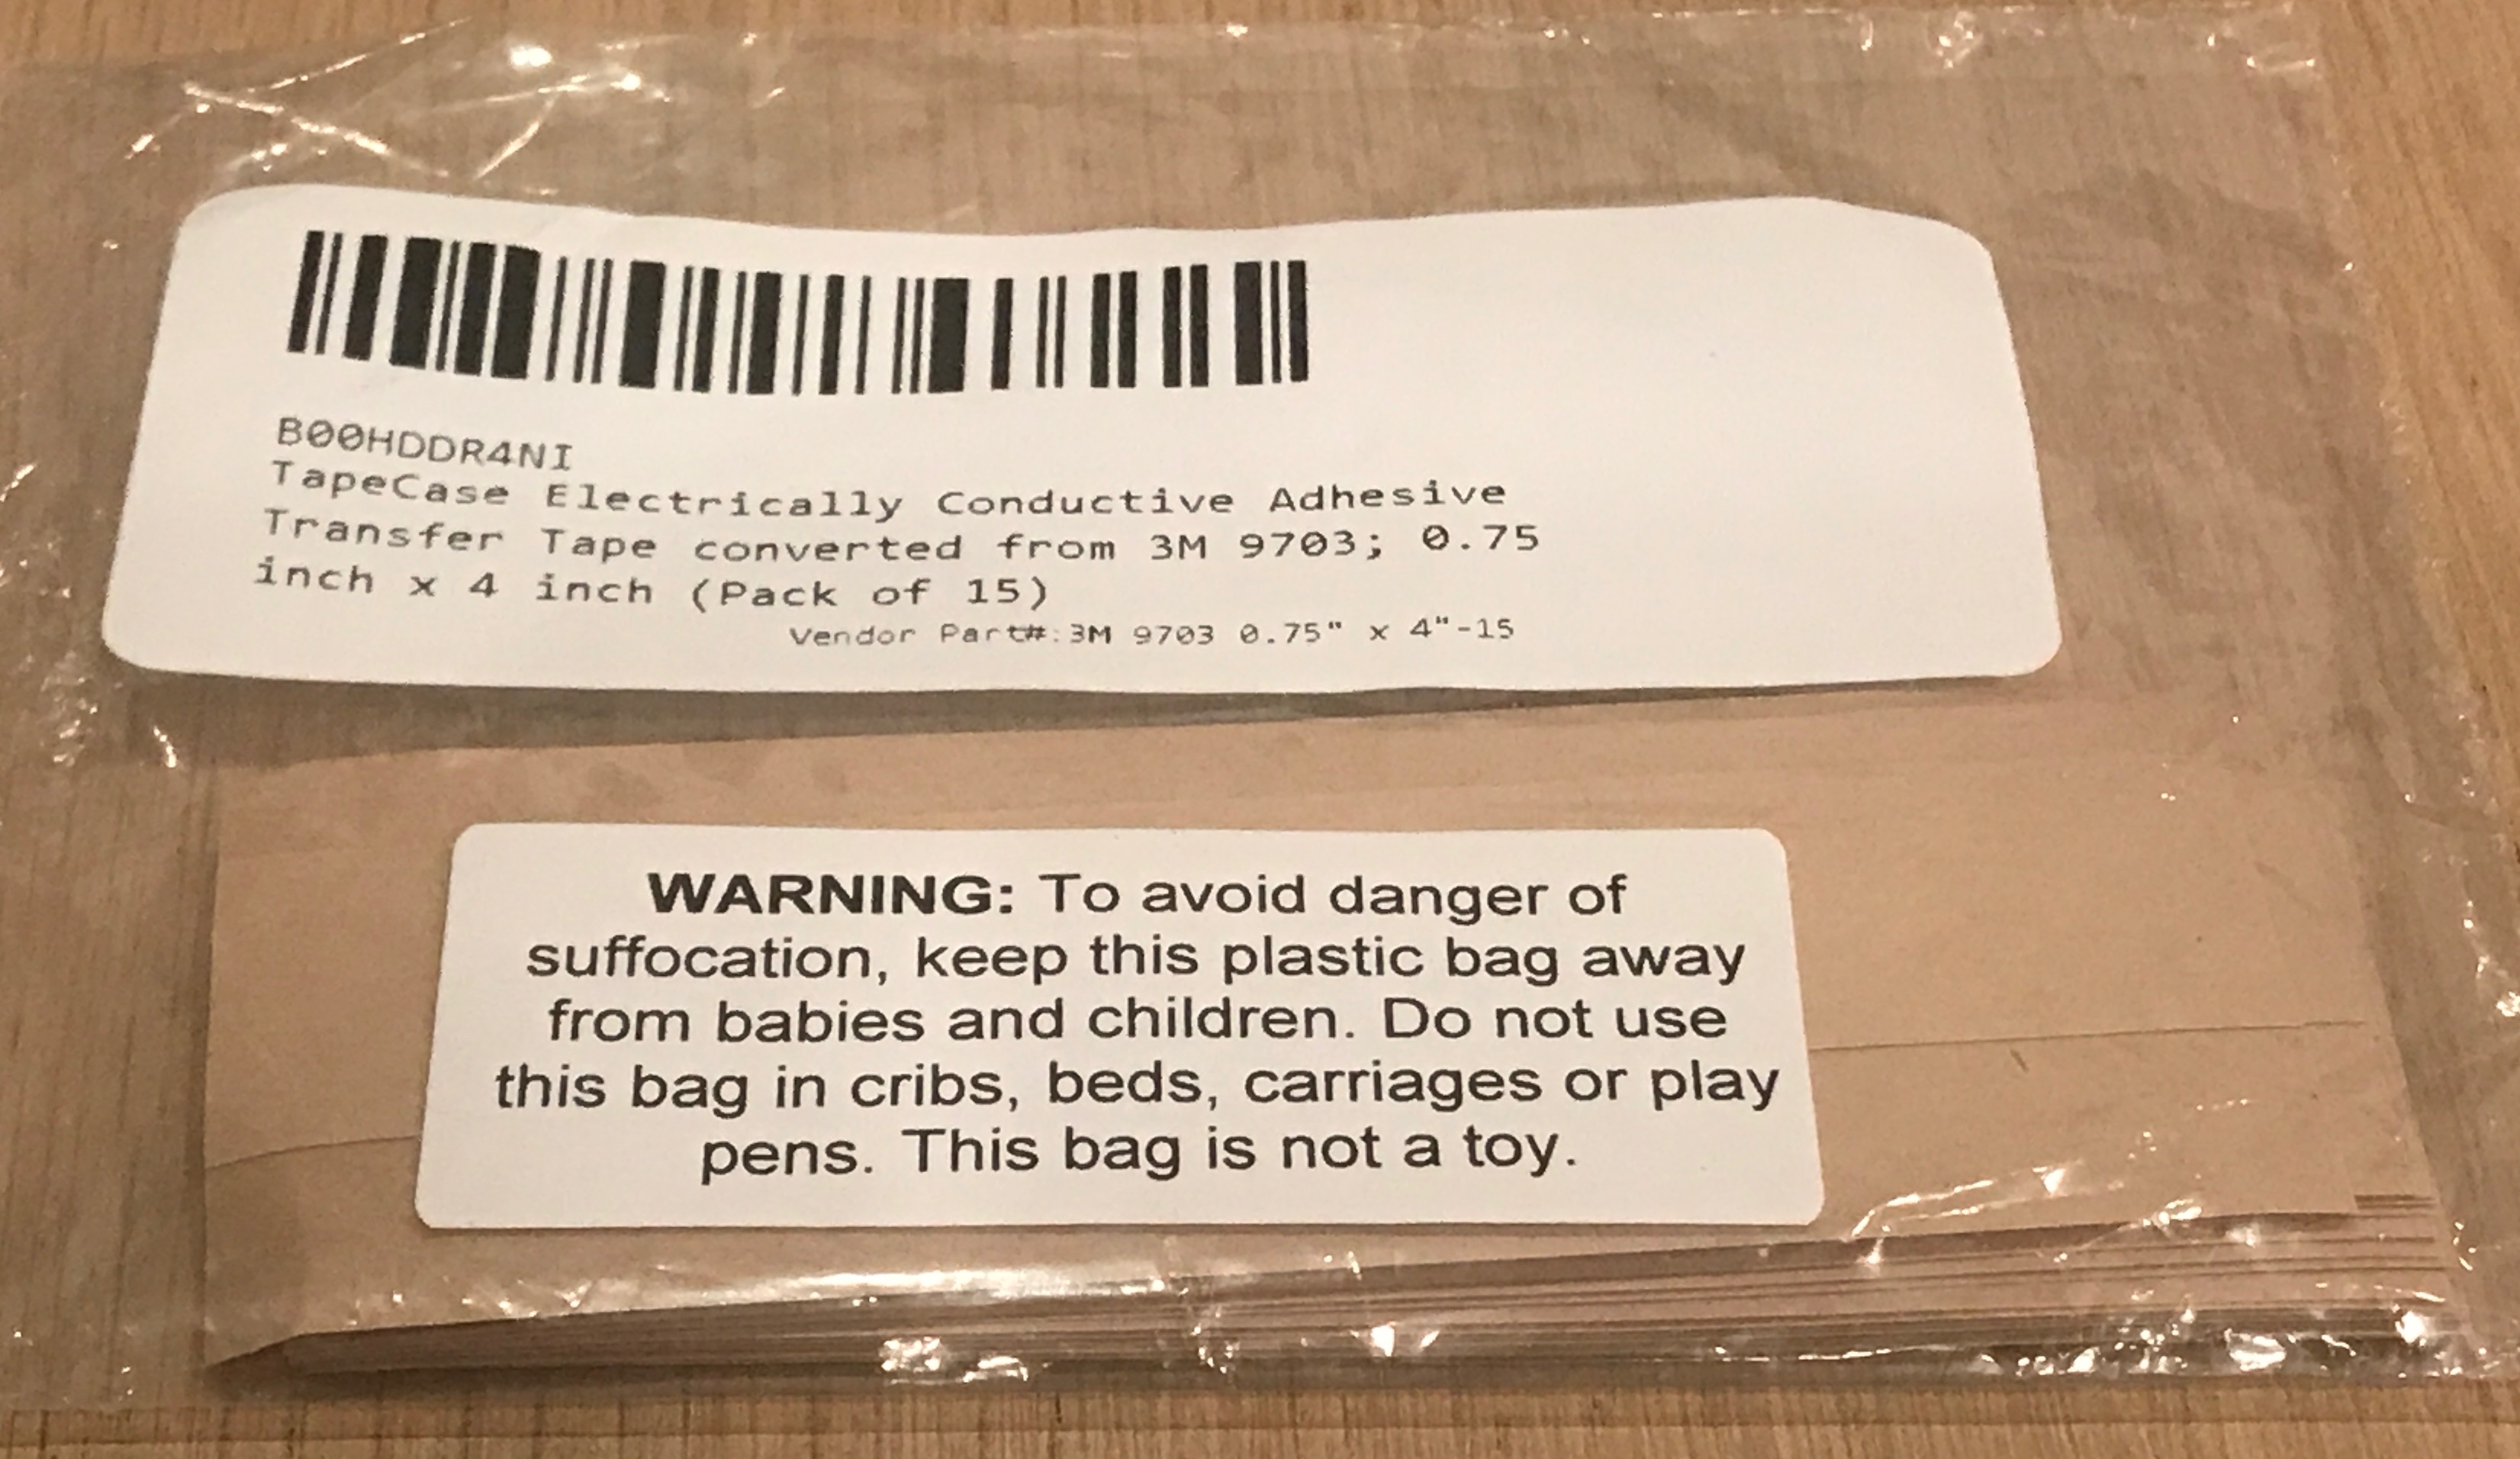 B00HDDR4NI
TapeCase Electrically Conductive Adhesive
Transfer Tape converted from 3M 9703; 0.75
inch x 4 inch (Pack of 15)
Vendor Part#:3M 9703 0.75" x 4"-15
WARNING: To avoid danger of
suffocation, keep this plastic bag away
from babies and children. Do not use
this bag in cribs, beds, carriages or play
pens. This bag is not a toy.